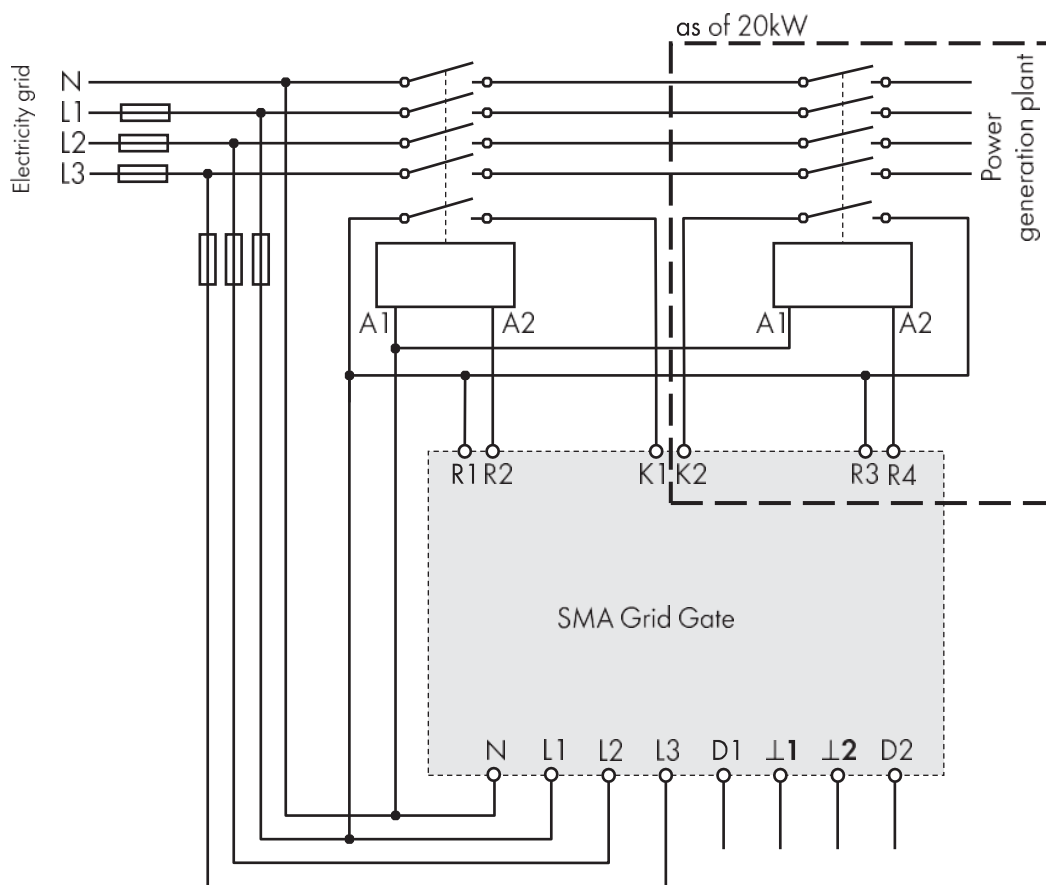 as of 20kW
Electricity grid
N
L1
L2
L3
Power
generation plant
A1 A2
A1 A2
R1 R2 K1 K2 R3 R4
SMA Grid Gate
N L1 L2 L3 D1 ⊥1 ⊥2 D2